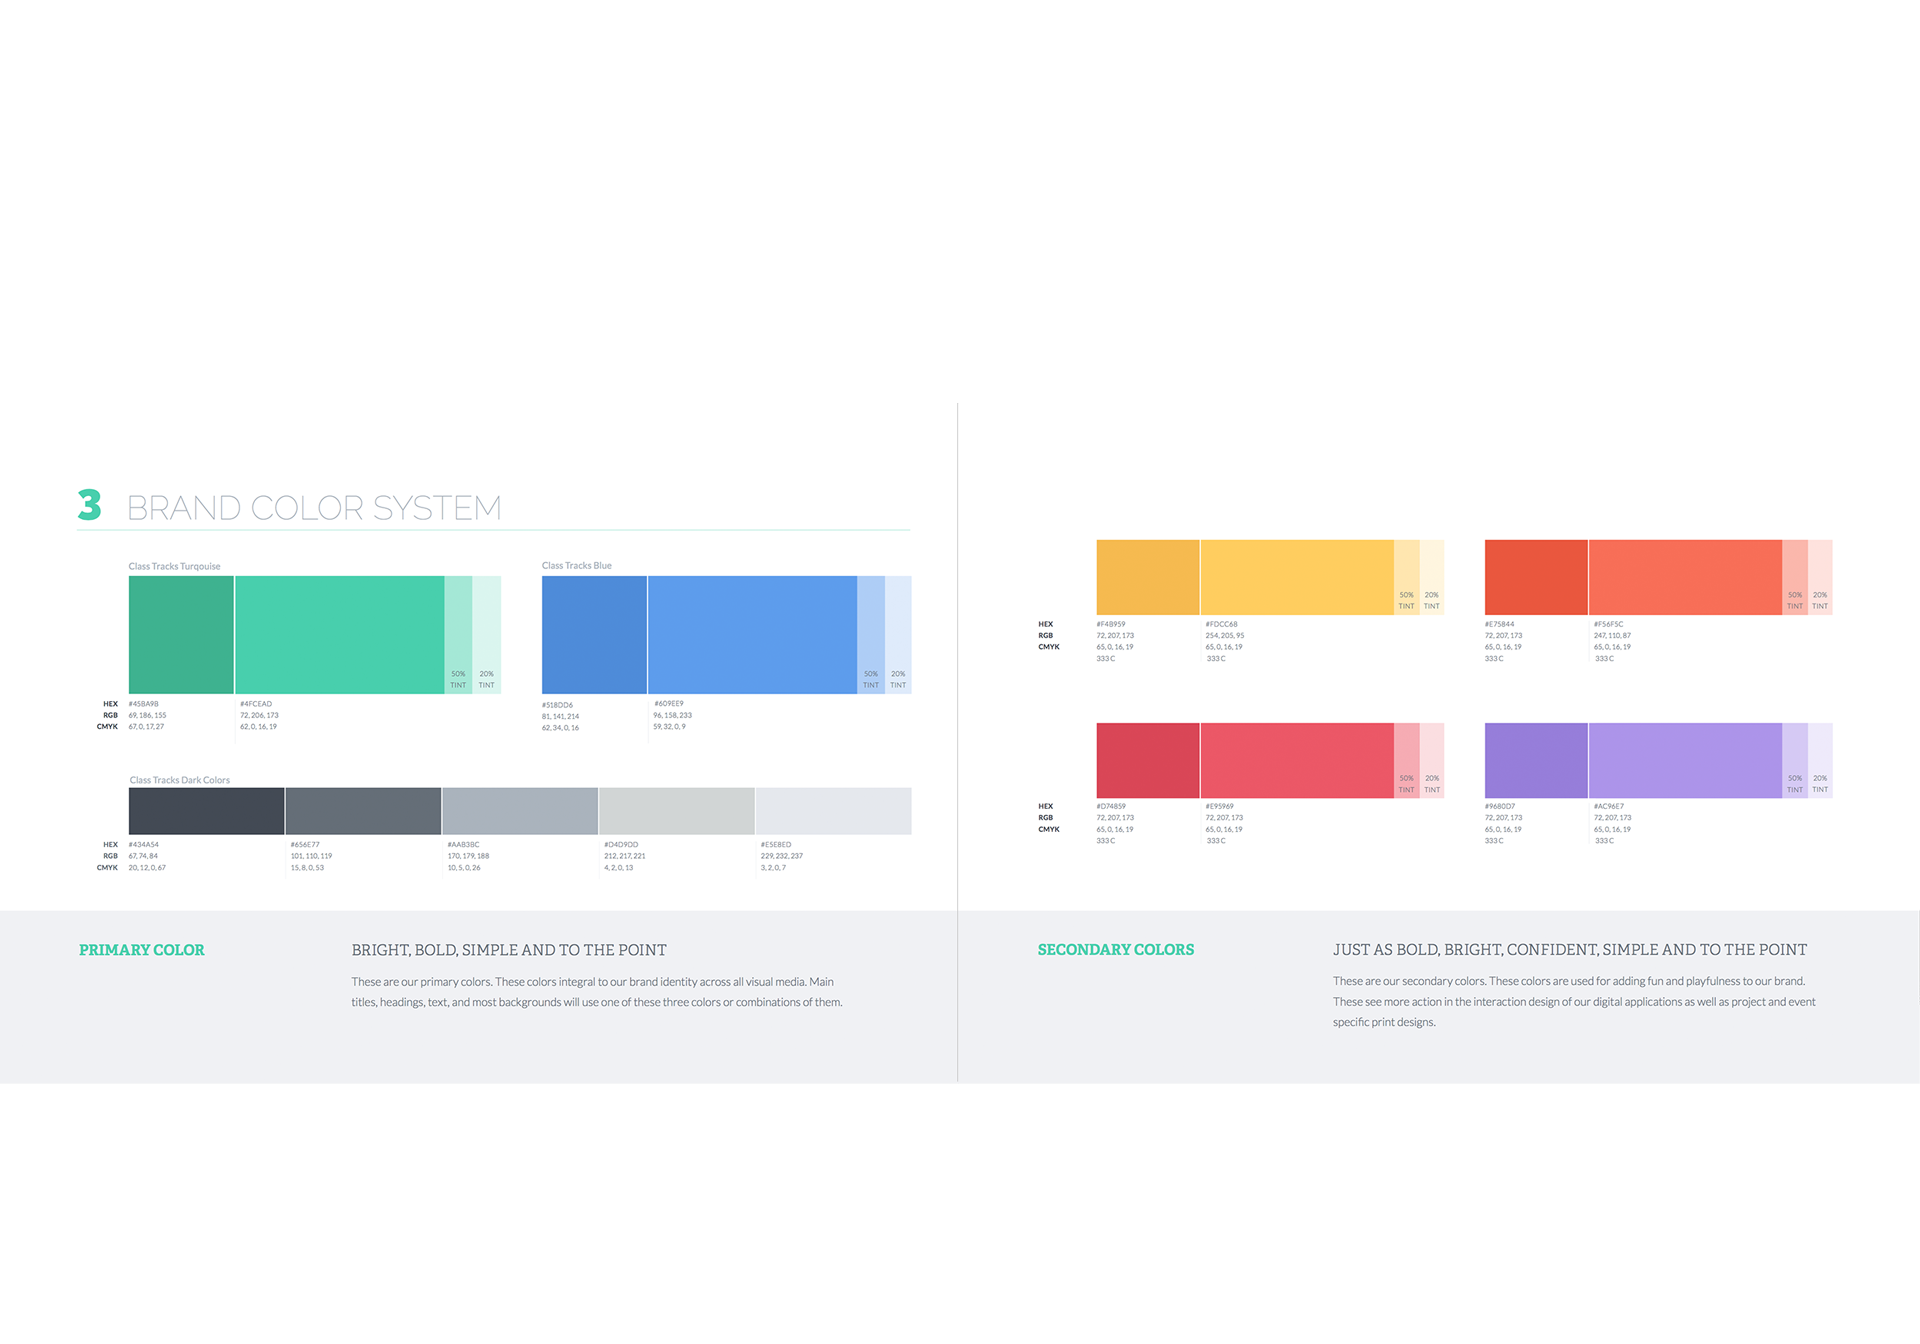 3 BRAND COLOR SYSTEM
Class Tracks Turqouise
50% TINT
20% TINT
HEX #45BA9B #4FCEAD
RGB 69, 186, 155 72, 206, 173
CMYK 67, 0, 17, 27 62, 0, 16, 19
Class Tracks Blue
50% TINT
20% TINT
#518DD6 #609EE9
81, 141, 214 96, 158, 233
62, 34, 0, 16 59, 32, 0, 9
Class Tracks Dark Colors
HEX #434A54 #656E77 #AAB3BC #D4D9DD #E5E8ED
RGB 67, 74, 84 101, 110, 119 170, 179, 188 212, 217, 221 229, 232, 237
CMYK 20, 12, 0, 67 15, 8, 0, 53 10, 5, 0, 26 4, 2, 0, 13 3, 2, 0, 7
PRIMARY COLOR
BRIGHT, BOLD, SIMPLE AND TO THE POINT
These are our primary colors. These colors integral to our brand identity across all visual media. Main
titles, headings, text, and most backgrounds will use one of these three colors or combinations of them.
50% TINT
20% TINT
HEX #F4B959 #FDCC68
RGB 72, 207, 173 254, 205, 95
CMYK 65, 0, 16, 19 65, 0, 16, 19
333 C 333 C
50% TINT
20% TINT
#E75844 #F56F5C
72, 207, 173 247, 110, 87
65, 0, 16, 19 65, 0, 16, 19
333 C 333 C
50% TINT
20% TINT
HEX #D74859 #E95969
RGB 72, 207, 173 72, 207, 173
CMYK 65, 0, 16, 19 65, 0, 16, 19
333 C 333 C
50% TINT
20% TINT
#9680D7 #AC96E7
72, 207, 173 72, 207, 173
65, 0, 16, 19 65, 0, 16, 19
333 C 333 C
SECONDARY COLORS
JUST AS BOLD, BRIGHT, CONFIDENT, SIMPLE AND TO THE POINT
These are our secondary colors. These colors are used for adding fun and playfulness to our brand.
These see more action in the interaction design of our digital applications as well as project and event
specific print designs.